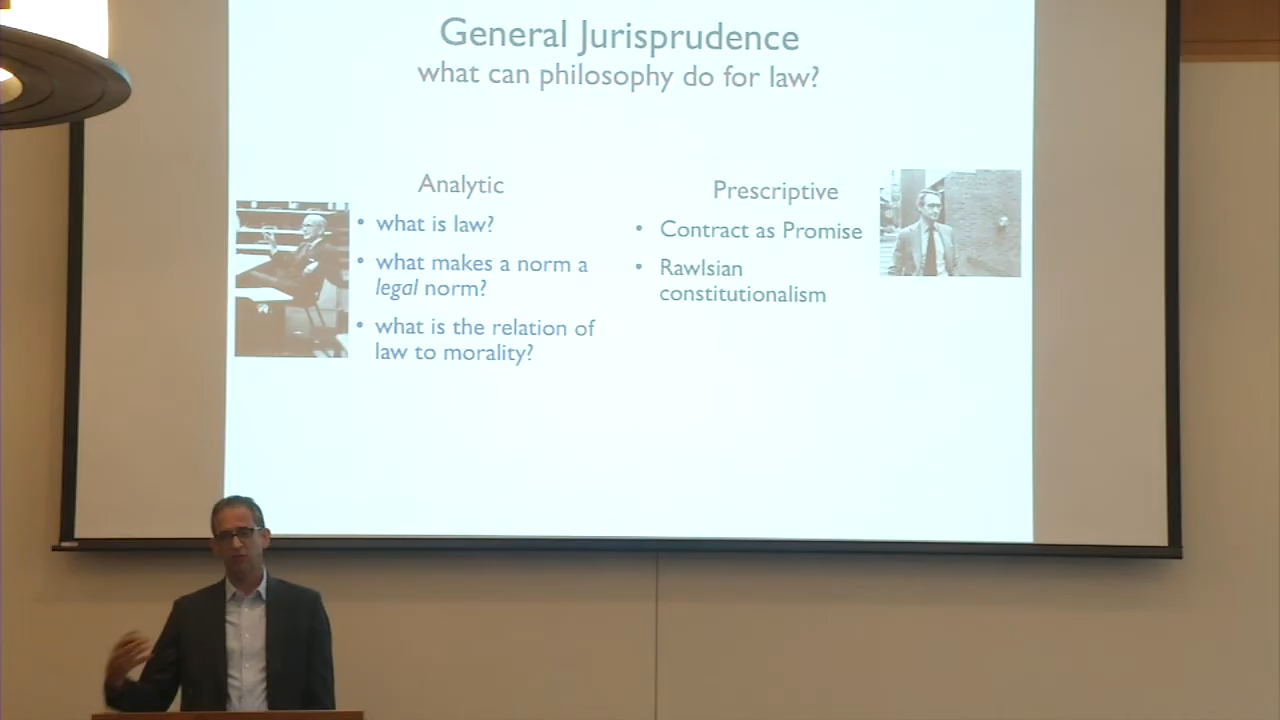 General Jurisprudence
what can philosophy do for law?
Analytic
• what is law?
• what makes a norm a
legal norm?
• what is the relation of
law to morality?
Prescriptive
• Contract as Promise
• Rawlsian
constitutionalism